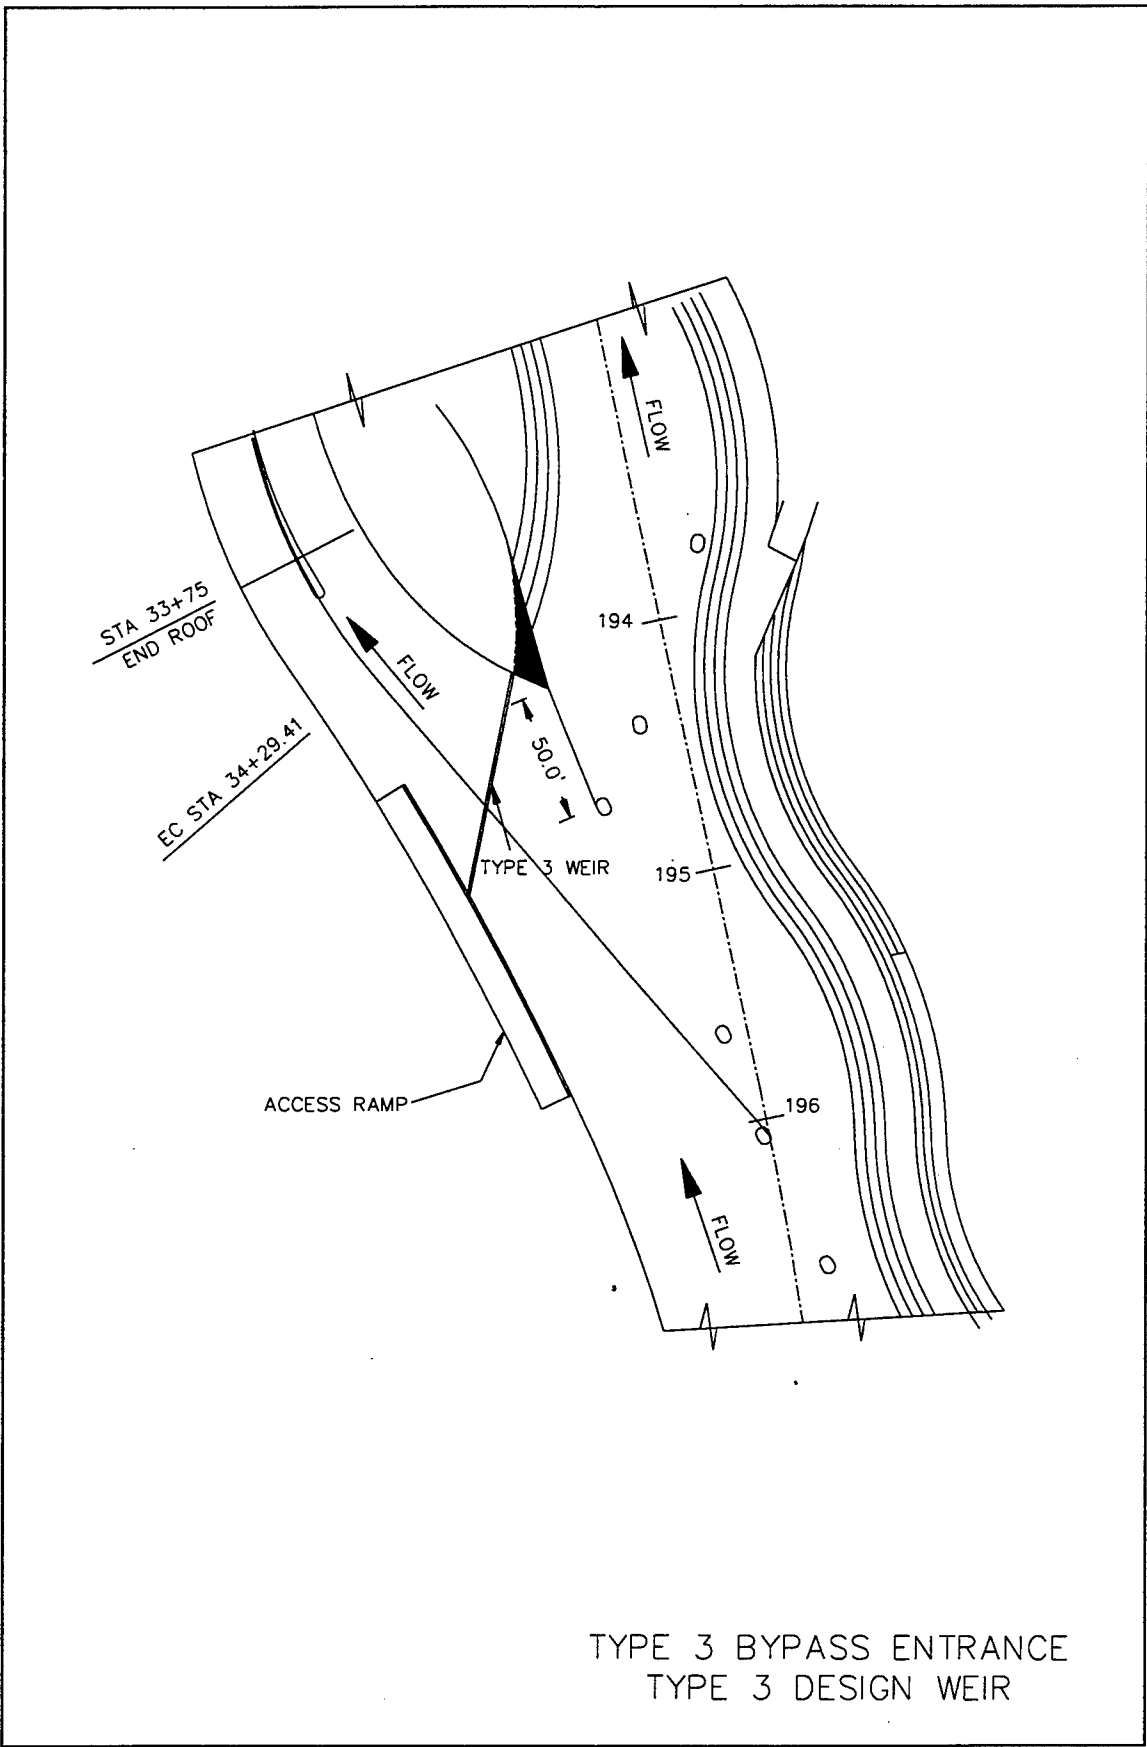 FLOW
STA 33+75
END ROOF
194
FLOW
EC STA 34+29.41
50.0'
TYPE 3 WEIR
195
ACCESS RAMP
196
FLOW
TYPE 3 BYPASS ENTRANCE
TYPE 3 DESIGN WEIR